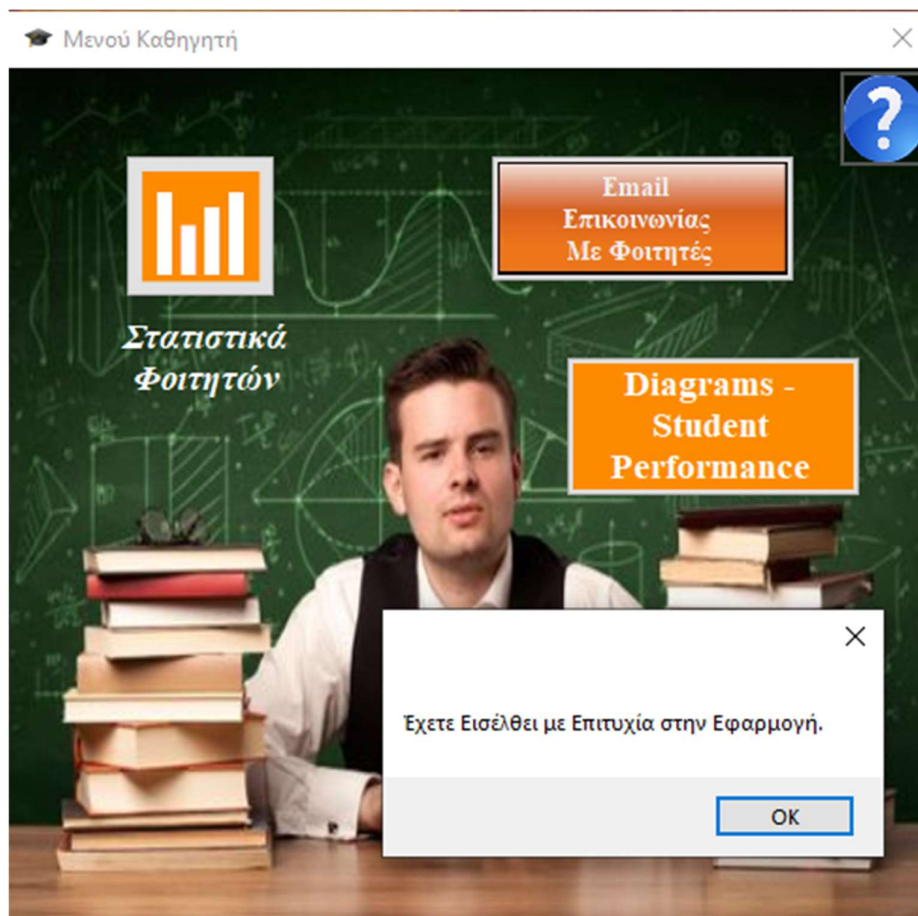 Μενού Καθηγητή
?
Email
Επικοινωνίας
Με Φοιτητές
Στατιστικά
Φοιτητών
Diagrams -
Student
Performance
Έχετε Εισέλθει με Επιτυχία στην Εφαρμογή.
OK